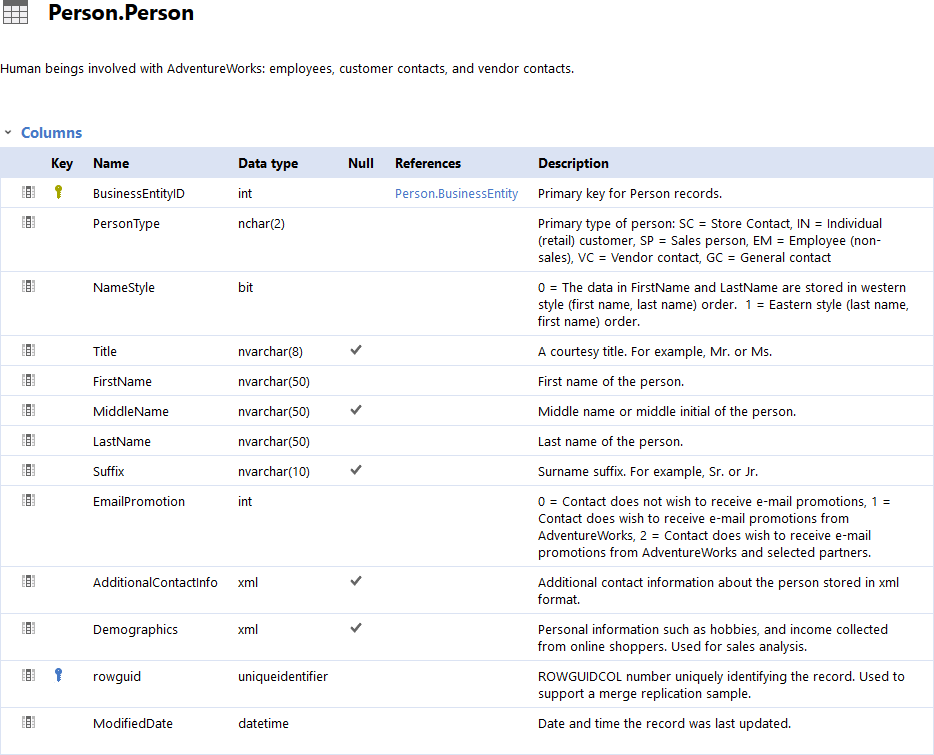 Person.Person
Human beings involved with AdventureWorks: employees, customer contacts, and vendor contacts.
Columns
Key Name Data type Null References Description
BusinessEntityID int Person.BusinessEntity Primary key for Person records.
PersonType nchar(2) Primary type of person: SC = Store Contact, IN = Individual
(retail) customer, SP = Sales person, EM = Employee (non-
sales), VC = Vendor contact, GC = General contact
NameStyle bit 0 = The data in FirstName and LastName are stored in western
style (first name, last name) order.  1 = Eastern style (last name,
first name) order.
Title nvarchar(8) ✓ A courtesy title. For example, Mr. or Ms.
FirstName nvarchar(50) First name of the person.
MiddleName nvarchar(50) ✓ Middle name or middle initial of the person.
LastName nvarchar(50) Last name of the person.
Suffix nvarchar(10) ✓ Surname suffix. For example, Sr. or Jr.
EmailPromotion int 0 = Contact does not wish to receive e-mail promotions, 1 =
Contact does wish to receive e-mail promotions from
AdventureWorks, 2 = Contact does wish to receive e-mail
promotions from AdventureWorks and selected partners.
AdditionalContactInfo xml ✓ Additional contact information about the person stored in xml
format.
Demographics xml ✓ Personal information such as hobbies, and income collected
from online shoppers. Used for sales analysis.
rowguid uniqueidentifier ROWGUIDCOL number uniquely identifying the record. Used to
support a merge replication sample.
ModifiedDate datetime Date and time the record was last updated.